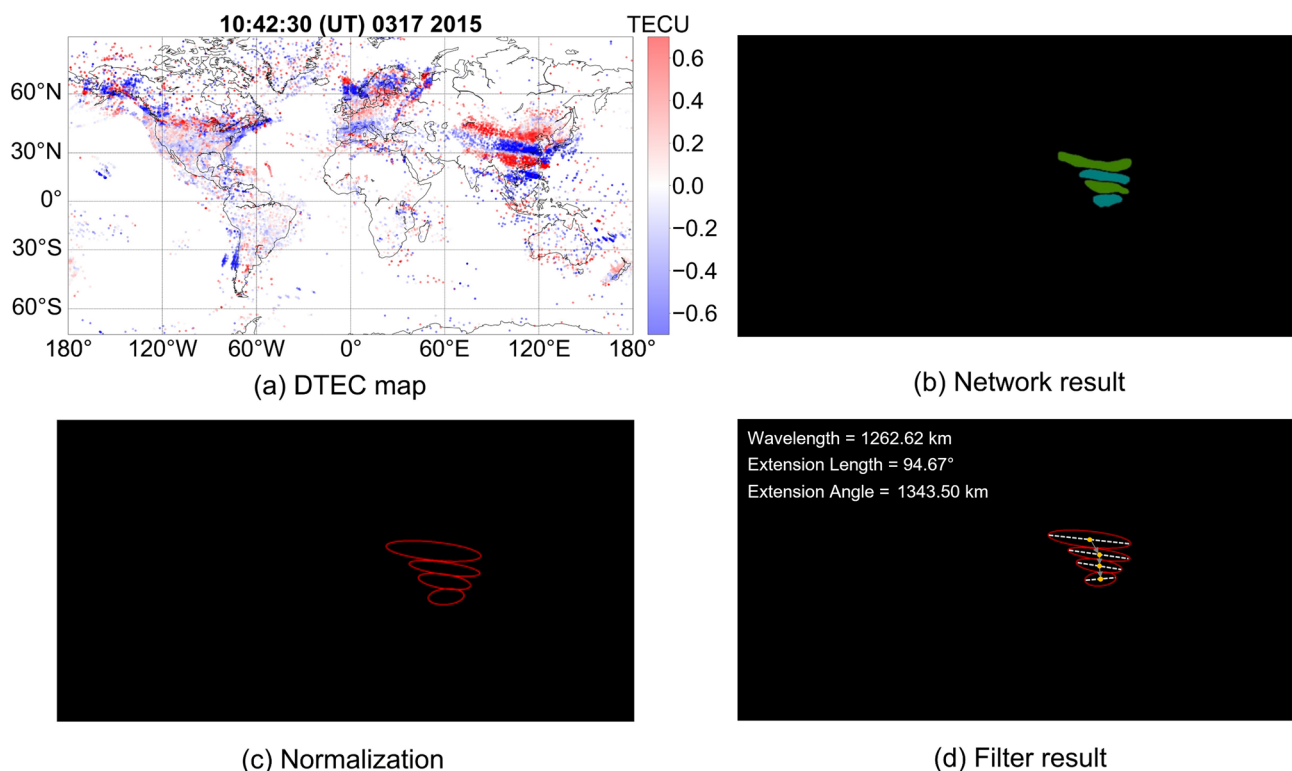 10:42:30 (UT) 0317 2015
TECU
60°N
30°N
0°
30°S
60°S
180°
120°W
60°W
0°
60°E
120°E
180°
0.6
0.4
0.2
0.0
−0.2
−0.4
−0.6
(a) DTEC map
(b) Network result
(c) Normalization
Wavelength = 1262.62 km
Extension Length = 94.67°
Extension Angle = 1343.50 km
(d) Filter result